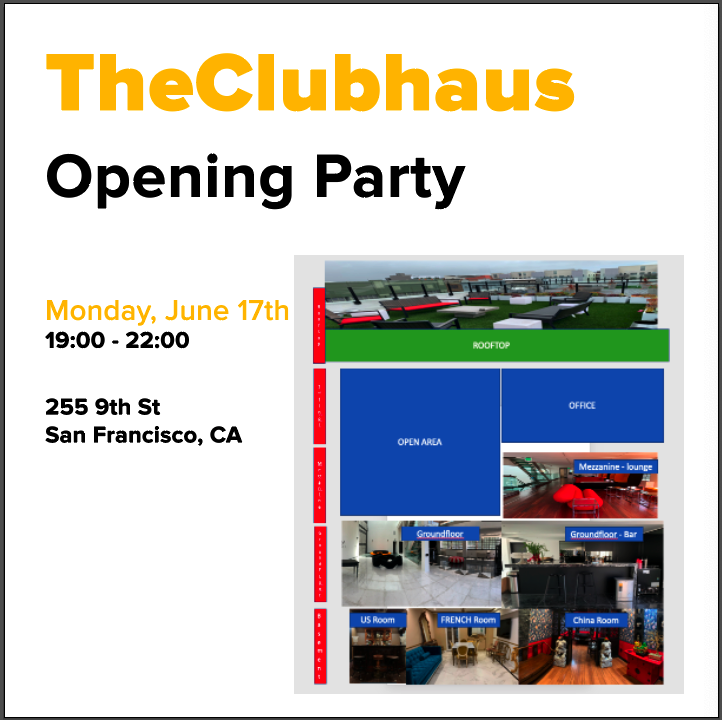 TheClubhaus
Opening Party
Monday, June 17th
19:00 - 22:00
255 9th St
San Francisco, CA
ROOFTOP
OPEN AREA
OFFICE
Mezzanine - lounge
Groundfloor
Groundfloor - Bar
US Room
FRENCH Room
China Room
Basement